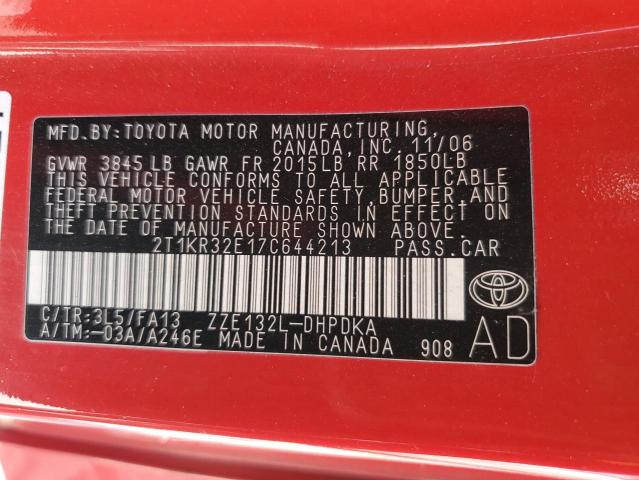 MFD.BY:TOYOTA MOTOR MANUFACTURING,
CANADA, INC. 11/06
GVWR 3845LB GAWR FR 2015LB RR 1850LB
THIS VEHICLE CONFORMS TO ALL APPLICABLE
FEDERAL MOTOR VEHICLE SAFETY,BUMPER,AND
THEFT PREVENTION STANDARDS IN EFFECT ON
THE DATE OF MANUFACTURE SHOWN ABOVE.
2T1KR32E17C644213 PASS.CAR
C/TR:3L5/FA13 ZZE132L-DHPDKA
A/TM:-03A/A246E MADE IN CANADA 908
AD